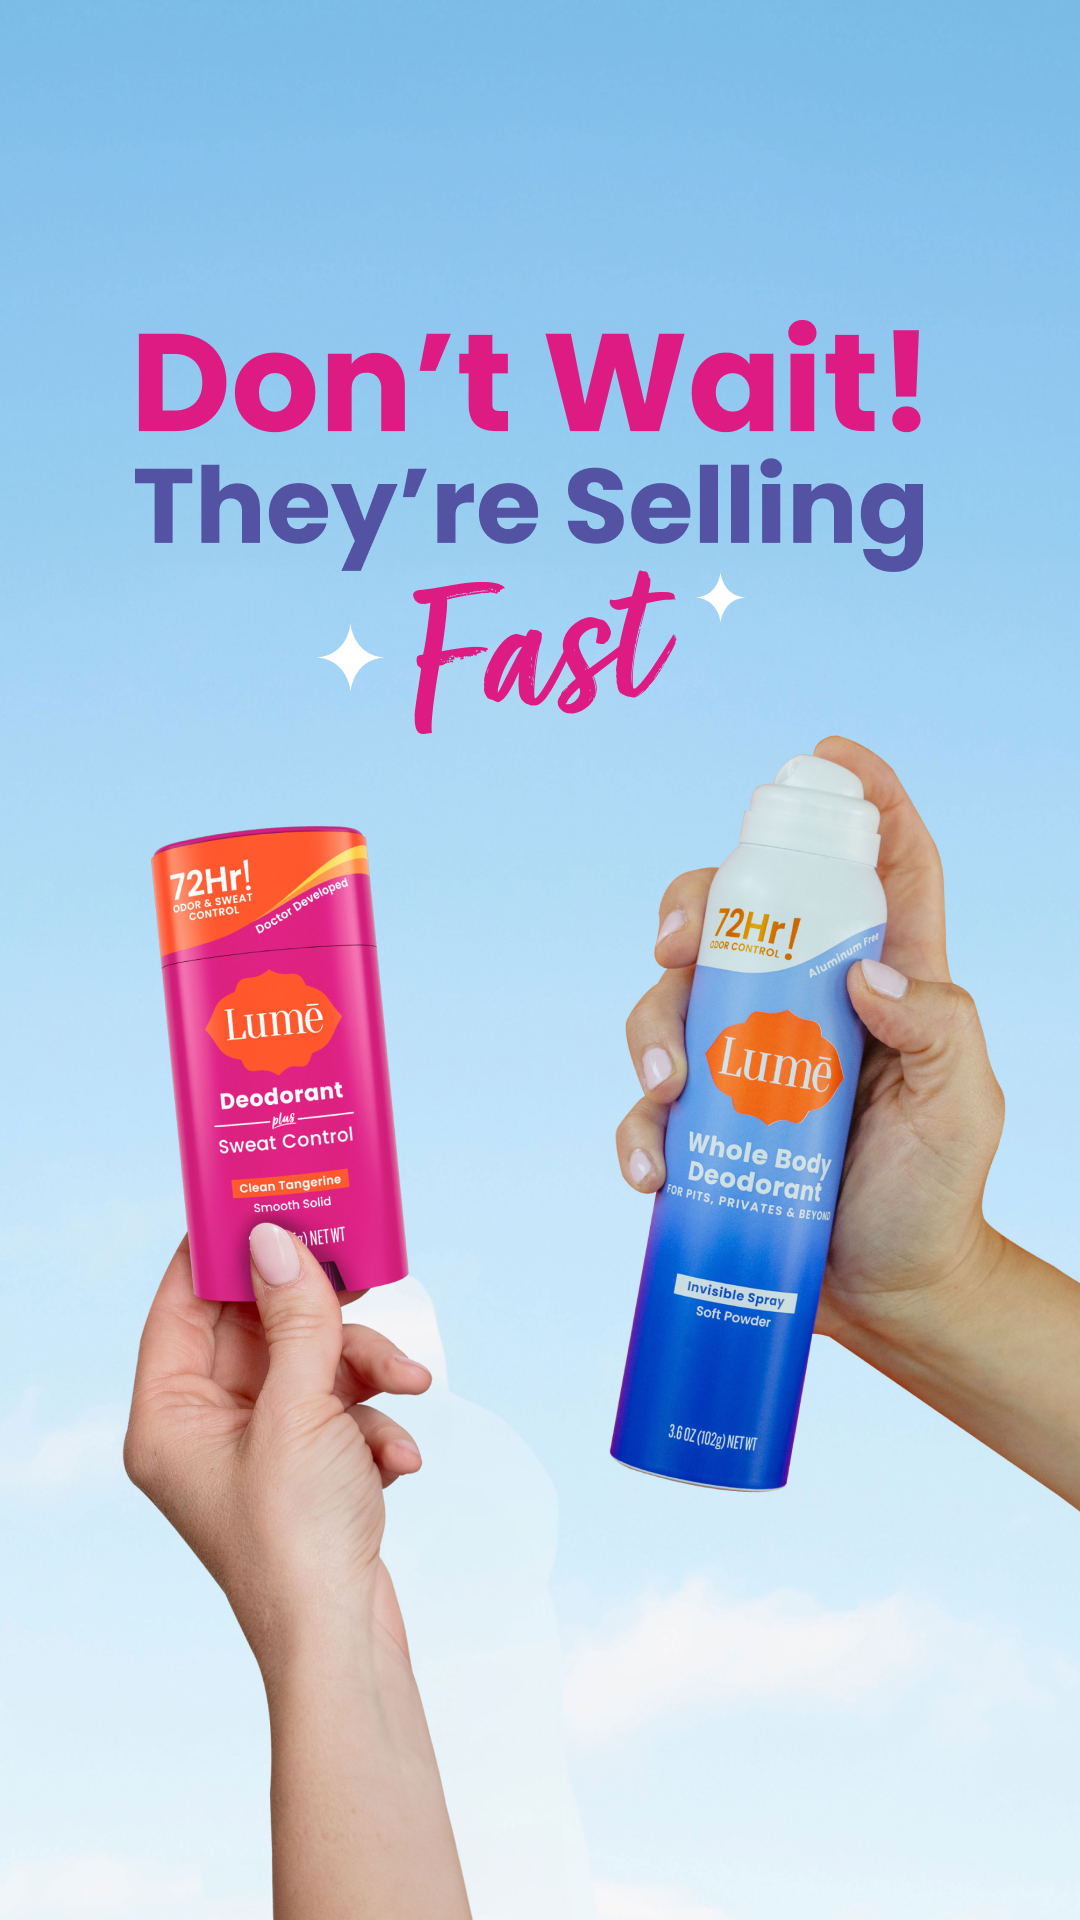 Don't Wait!
They're Selling
Fast
72Hr!
ODOR & SWEAT
CONTROL
Doctor Developed
Lumē
Deodorant
plus
Sweat Control
Clean Tangerine
Smooth Solid
NET WT
72Hr!
ODOR CONTROL
Aluminum Free
Lumē
Whole Body
Deodorant
FOR PITS, PRIVATES & BEYOND
Invisible Spray
Soft Powder
3.6 OZ (102g) NET WT